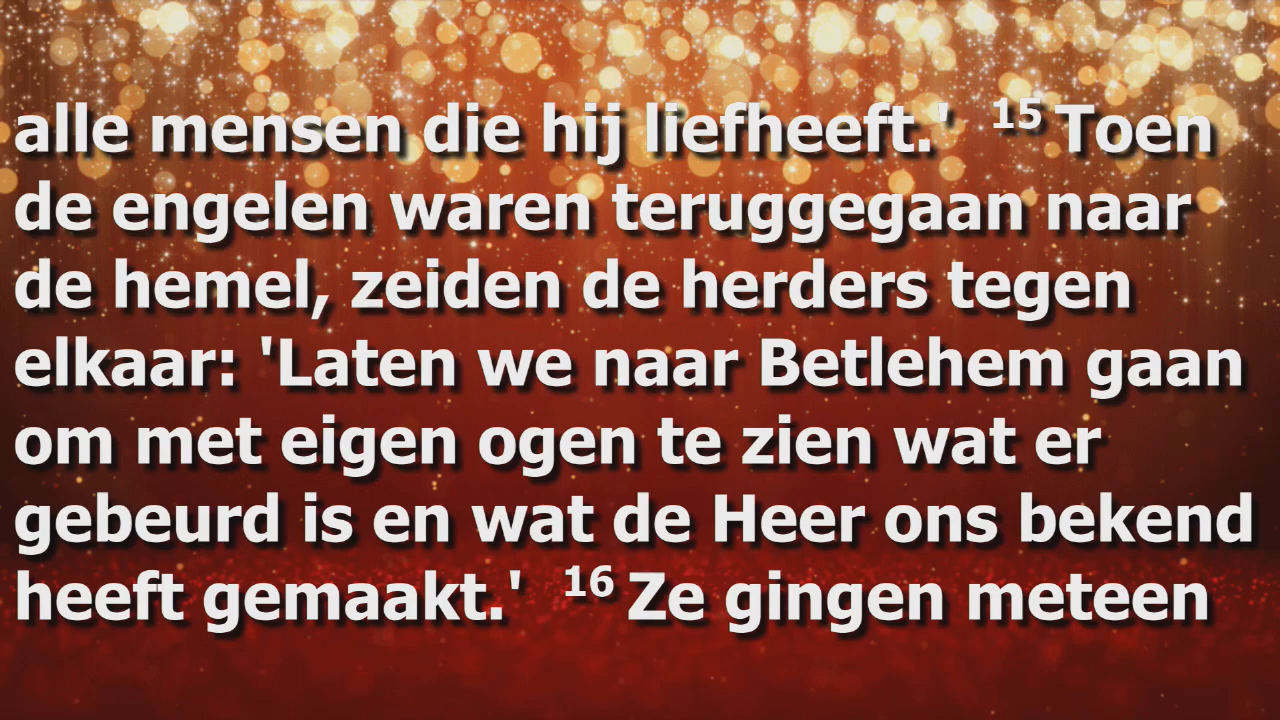 alle mensen die hij liefheeft.' 15 Toen
de engelen waren teruggegaan naar
de hemel, zeiden de herders tegen
elkaar: 'Laten we naar Betlehem gaan
om met eigen ogen te zien wat er
gebeurd is en wat de Heer ons bekend
heeft gemaakt.' 16 Ze gingen meteen